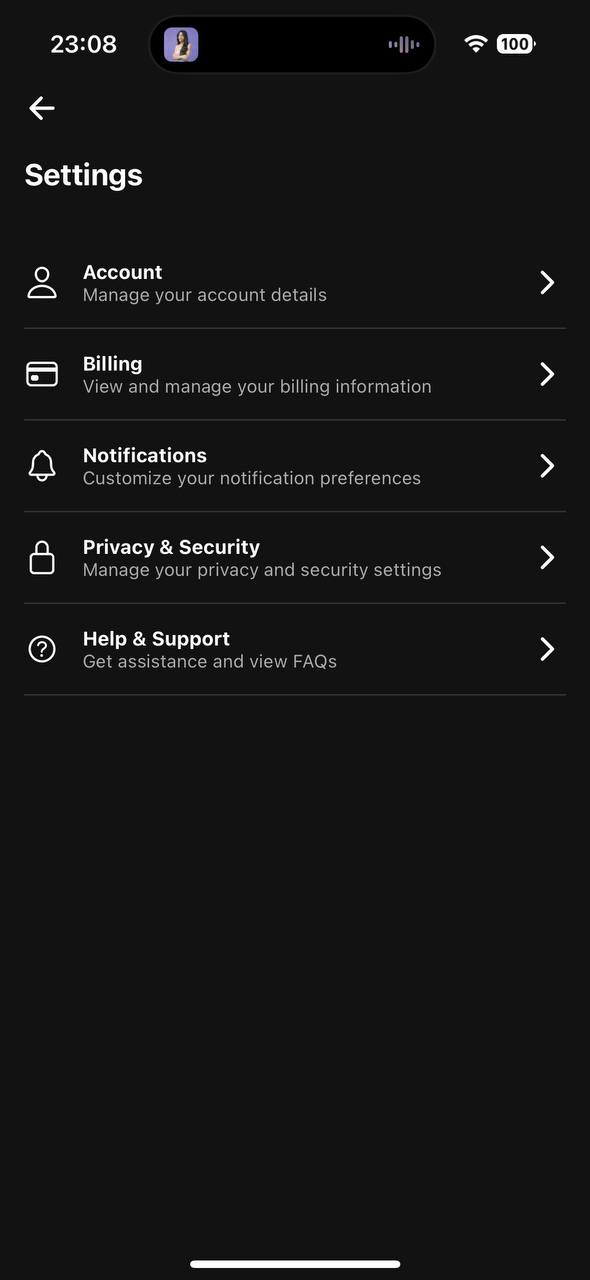 23:08
100
Settings
Account
Manage your account details
Billing
View and manage your billing information
Notifications
Customize your notification preferences
Privacy & Security
Manage your privacy and security settings
Help & Support
Get assistance and view FAQs